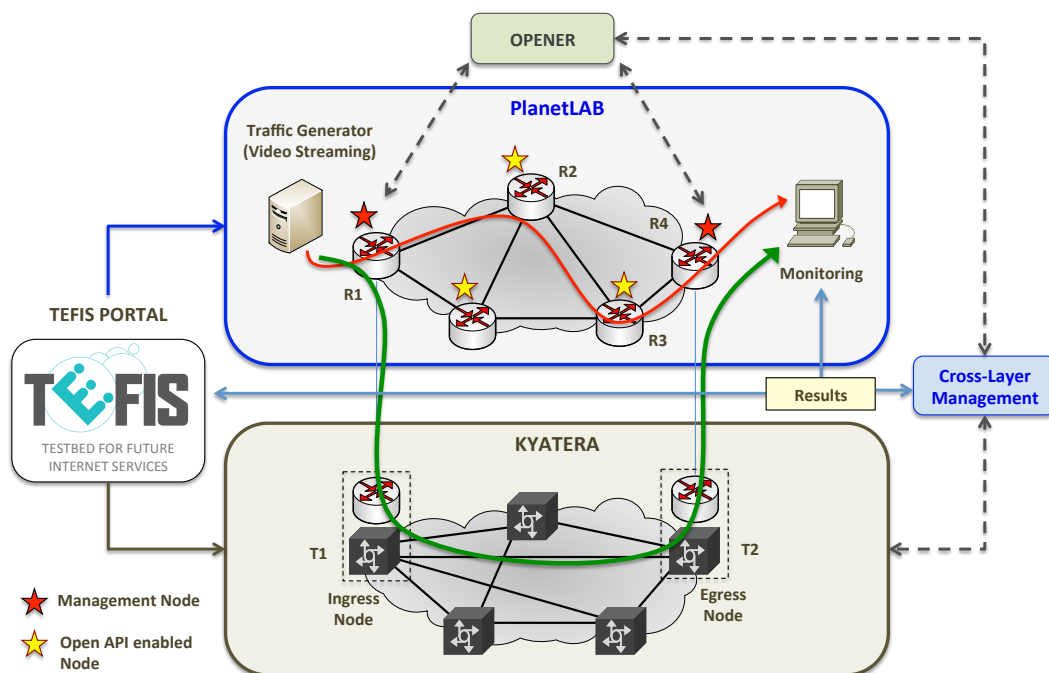 OPENER
PlanetLAB
Traffic Generator
(Video Streaming)
R2
R4
R1
R3
Monitoring
TEFIS PORTAL
TEFIS
TESTBED FOR FUTURE
INTERNET SERVICES
Results
Cross-Layer
Management
KYATERA
T1
T2
Ingress
Node
Egress
Node
Management Node
Open API enabled
Node